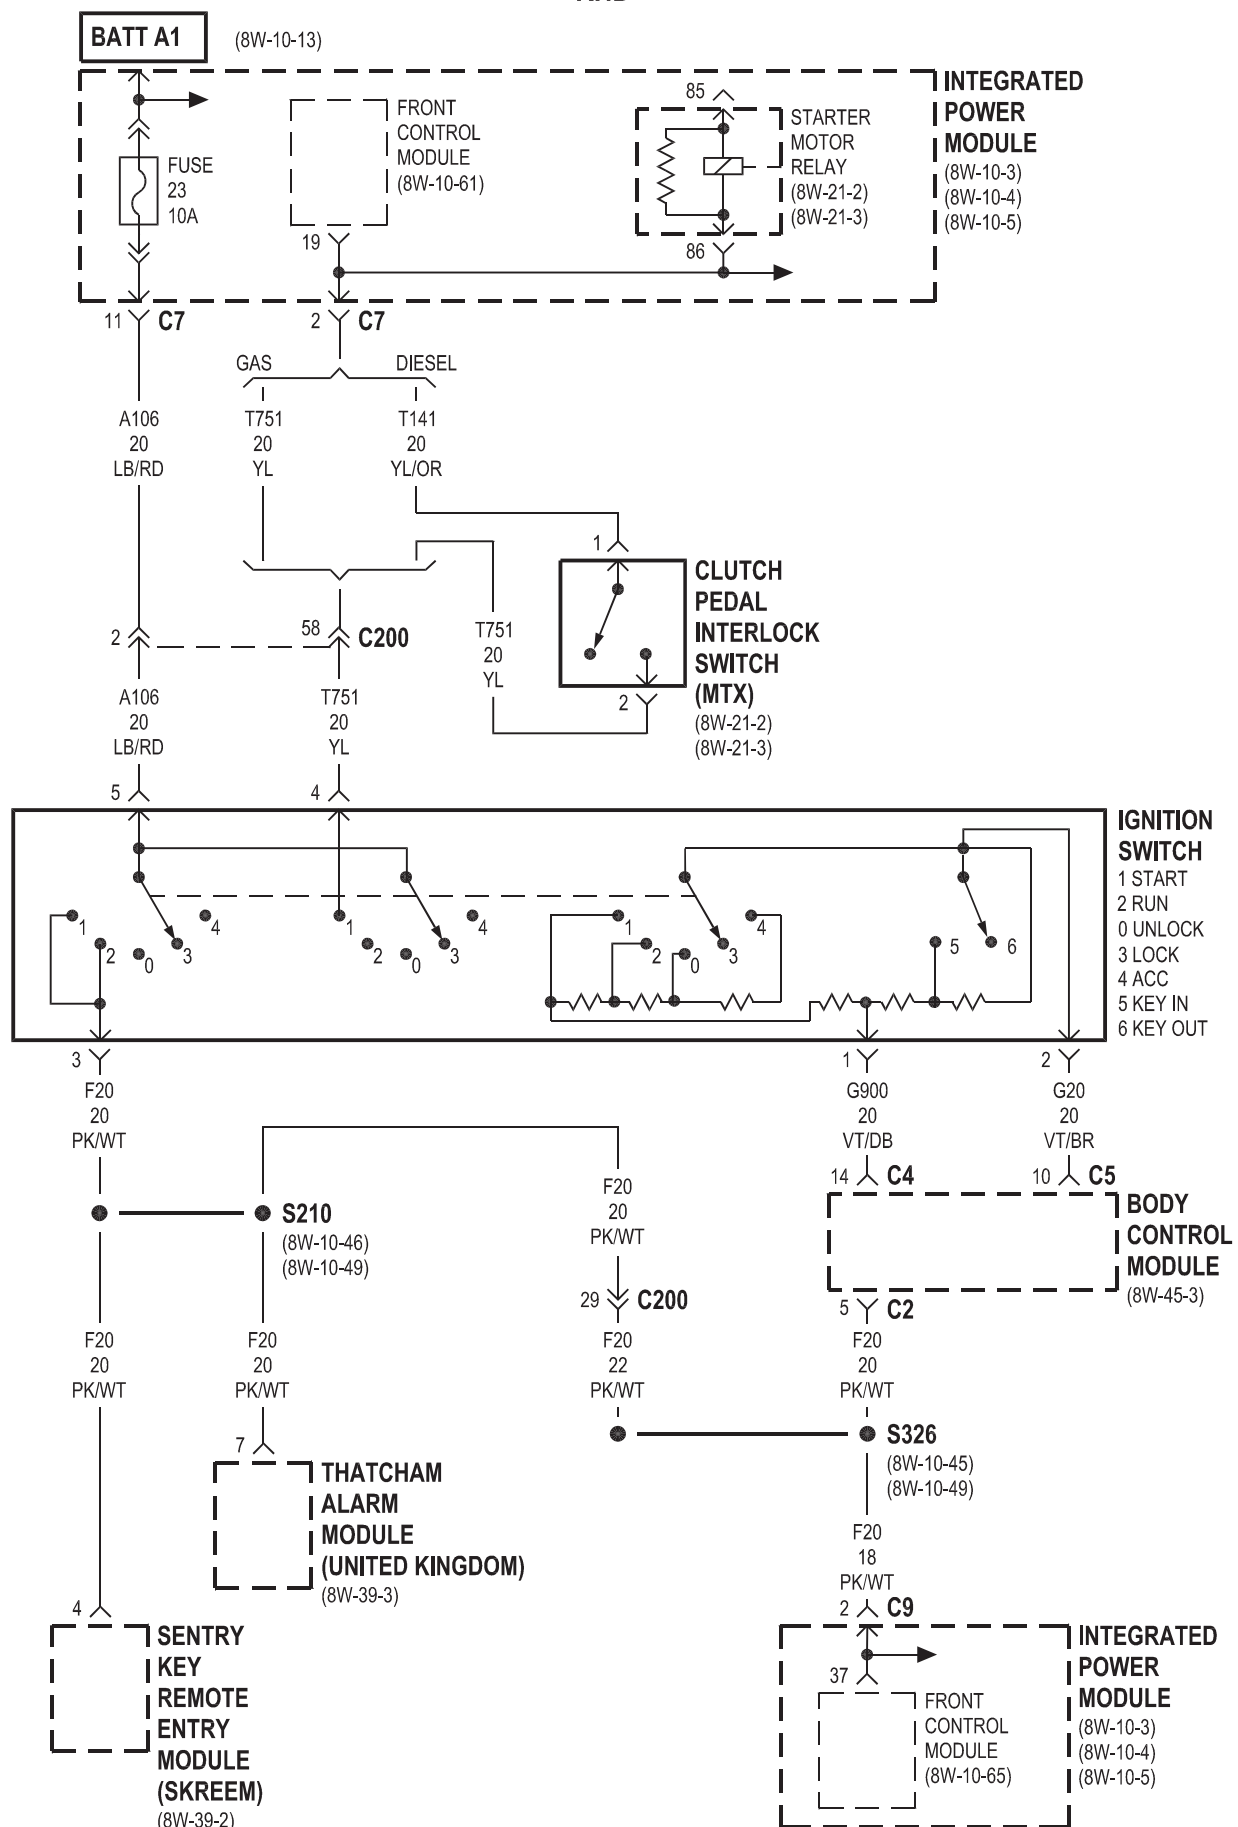 BATT A1
(8W-10-13)
INTEGRATED
POWER
MODULE
(8W-10-3)
(8W-10-4)
(8W-10-5)
FUSE
23
10A
FRONT
CONTROL
MODULE
(8W-10-61)
19
85
STARTER
MOTOR
RELAY
(8W-21-2)
(8W-21-3)
86
11 C7
2 C7
GAS
DIESEL
A106
20
LB/RD
T751
20
YL
T141
20
YL/OR
1
CLUTCH
PEDAL
INTERLOCK
SWITCH
(MTX)
(8W-21-2)
(8W-21-3)
2
T751
20
YL
2
58 C200
A106
20
LB/RD
T751
20
YL
5
4
IGNITION
SWITCH
1 START
2 RUN
0 UNLOCK
3 LOCK
4 ACC
5 KEY IN
6 KEY OUT
1
2
0
3
4
1
2
0
3
4
1
2
0
3
4
5
6
3
F20
20
PK/WT
1
G900
20
VT/DB
14 C4
2
G20
20
VT/BR
10 C5
BODY
CONTROL
MODULE
(8W-45-3)
S210
(8W-10-46)
(8W-10-49)
F20
20
PK/WT
29 C200
5 C2
F20
20
PK/WT
F20
20
PK/WT
F20
22
PK/WT
F20
20
PK/WT
S326
(8W-10-45)
(8W-10-49)
7
THATCHAM
ALARM
MODULE
(UNITED KINGDOM)
(8W-39-3)
F20
18
PK/WT
2 C9
4
SENTRY
KEY
REMOTE
ENTRY
MODULE
(SKREEM)
(8W-39-2)
37
FRONT
CONTROL
MODULE
(8W-10-65)
INTEGRATED
POWER
MODULE
(8W-10-3)
(8W-10-4)
(8W-10-5)